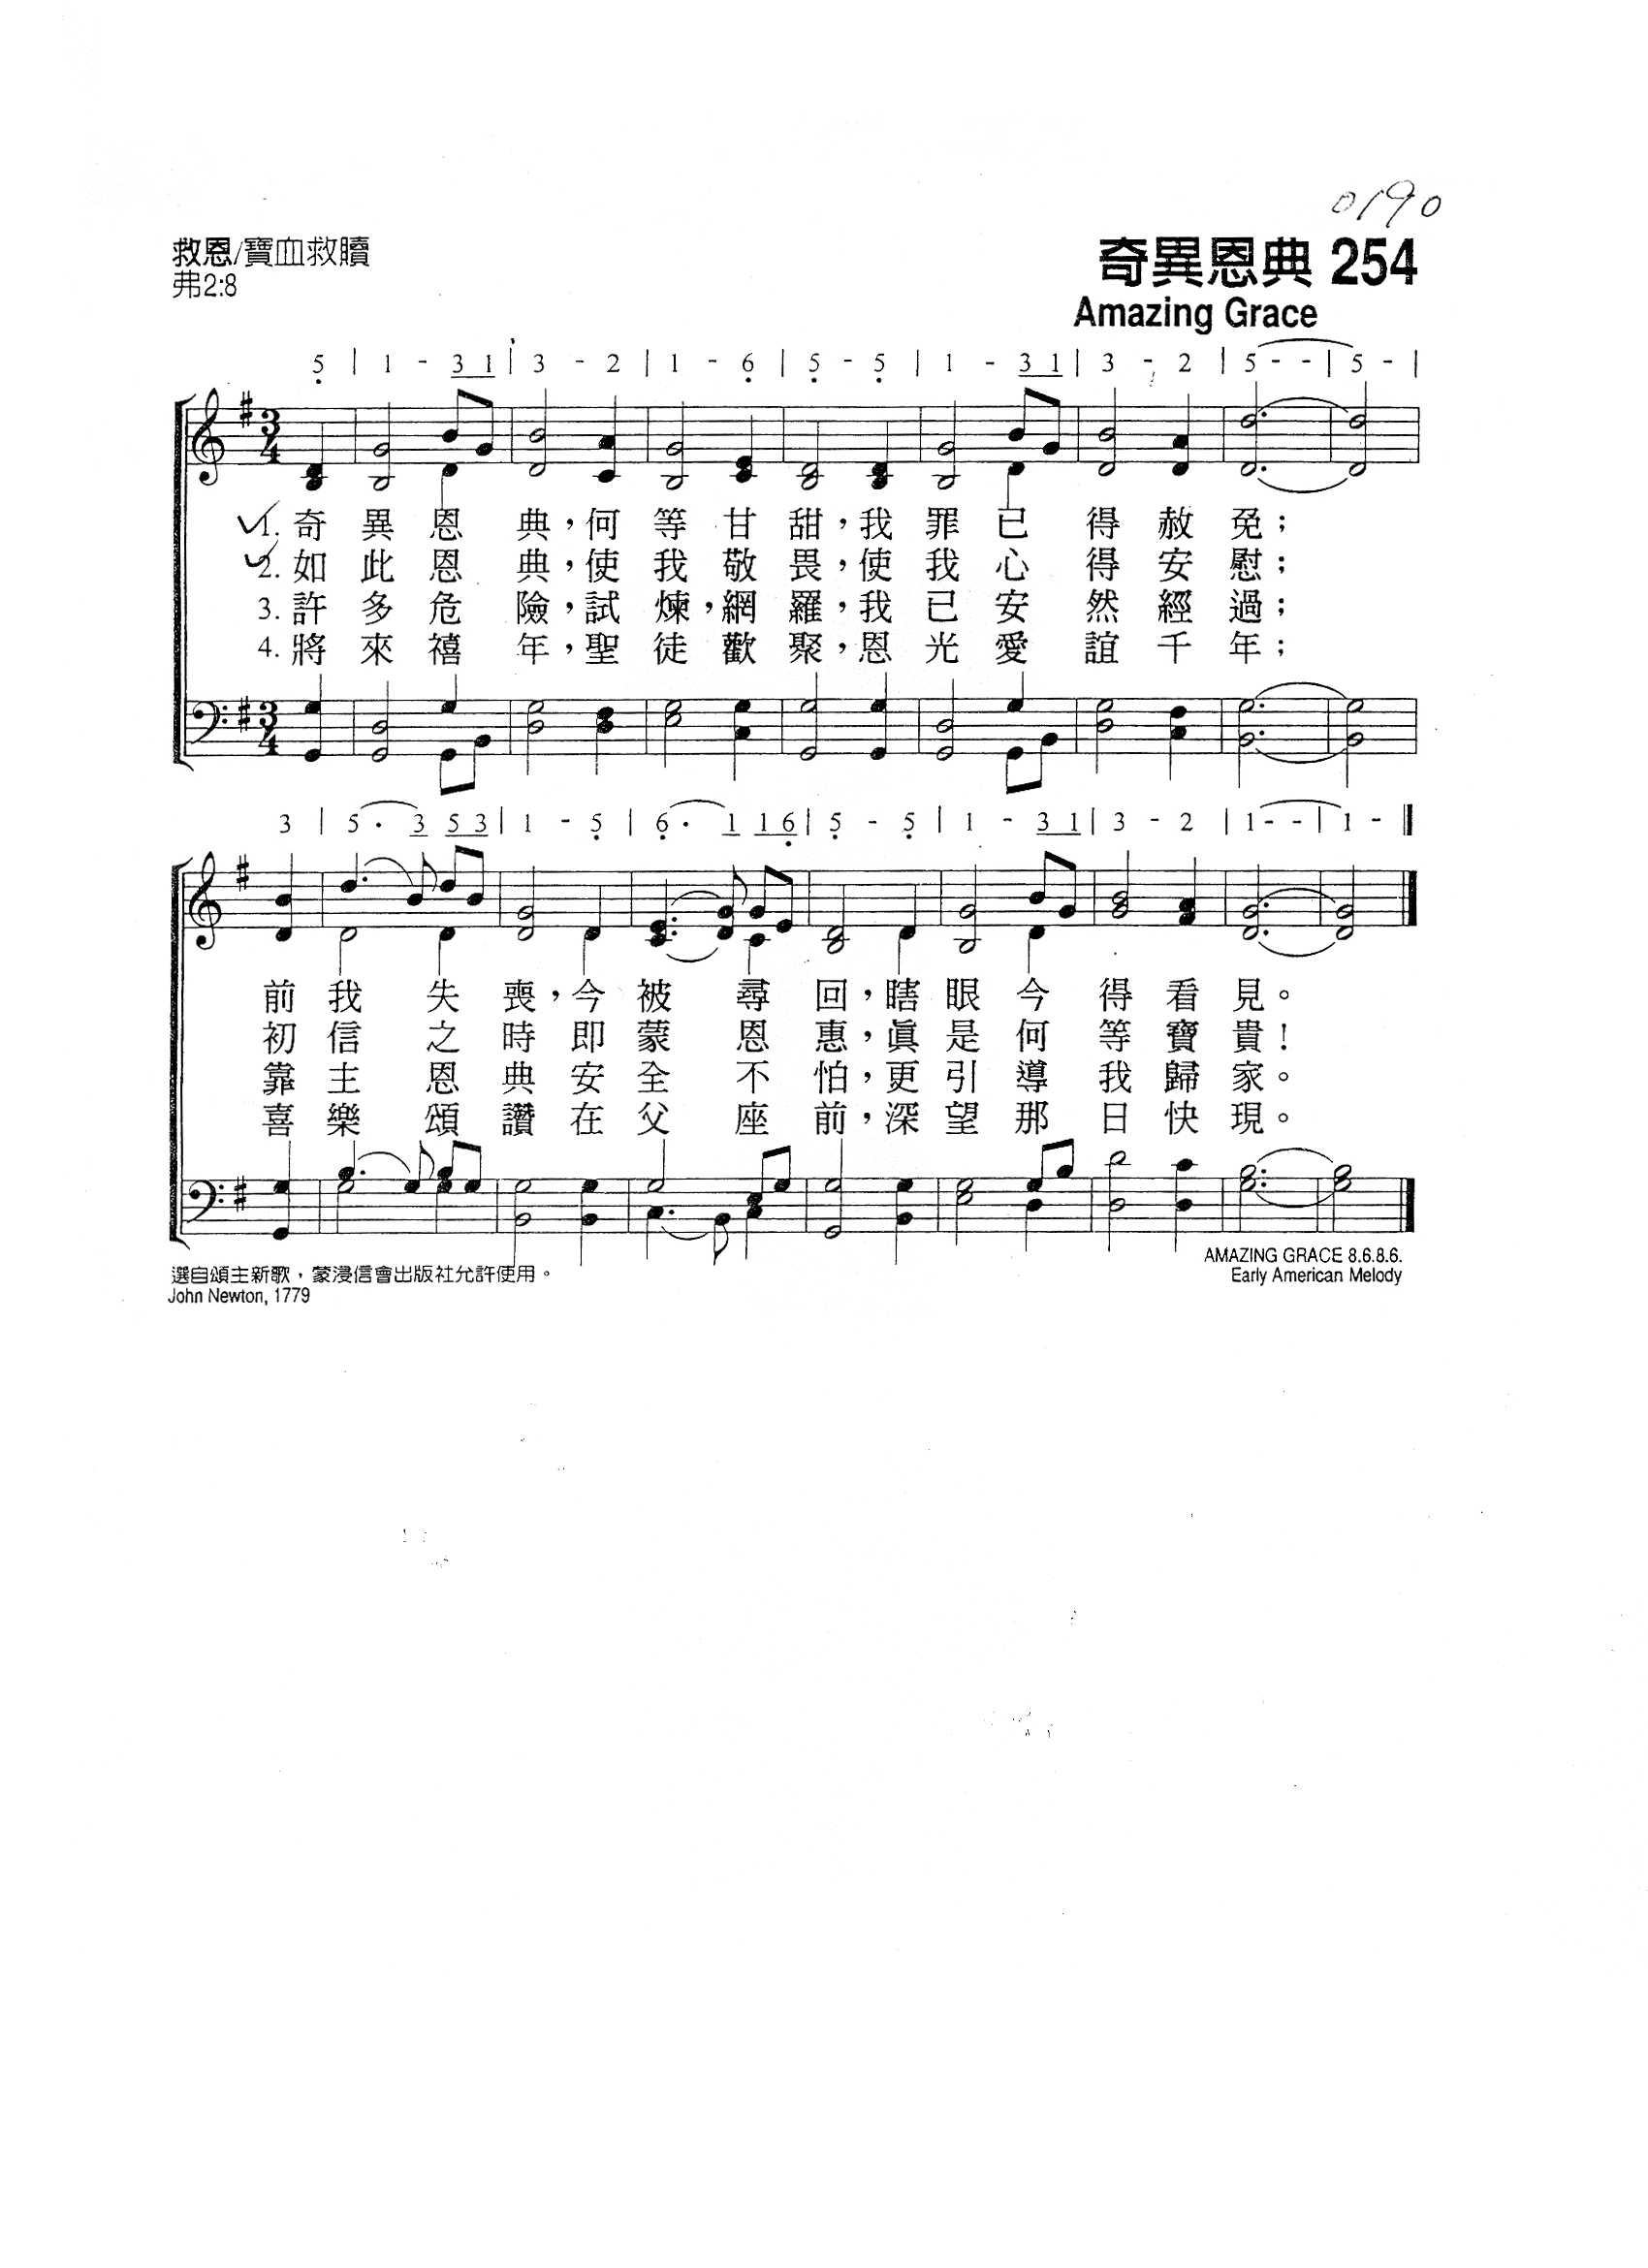 0190
救恩/寶血救贖
弗2:8
奇異恩典 254
Amazing Grace
5 | 1 - 3 1 | 3 - 2 | 1 - 6 | 5 - 5 | 1 - 3 1 | 3 - 2 | 5 - - | 5 - |
1. 奇異恩典,何等甘甜,我罪已得赦免;
2. 如此恩典,使我敬畏,使我心得安慰;
3. 許多危險,試煉,網羅,我已安然經過;
4. 將來禧年,聖徒歡聚,恩光愛誼千年;
3 | 5 · 3 5 3 | 1 - 5 | 6 · 1 1 6 | 5 - 5 | 1 - 3 1 | 3 - 2 | 1 - - | 1 - ||
前我失喪,今被尋回,瞎眼今得看見。
初信之時即蒙恩惠,眞是何等寶貴!
靠主恩典安全不怕,更引導我歸家。
喜樂頌讚在父座前,深望那日快現。
選自頌主新歌,蒙浸信會出版社允許使用。
John Newton, 1779
AMAZING GRACE 8.6.8.6.
Early American Melody